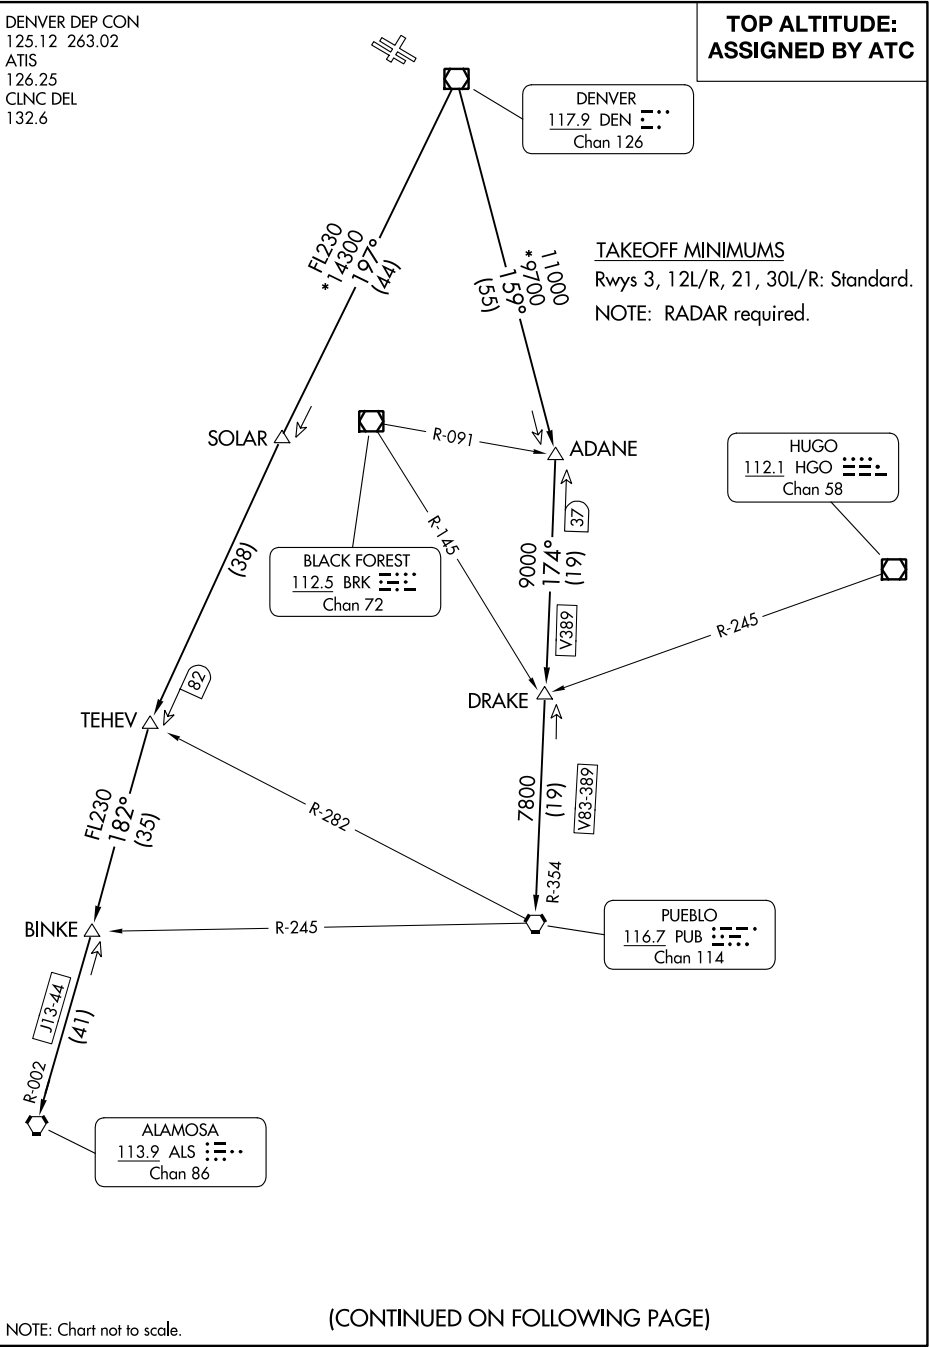 DENVER DEP CON
125.12 263.02
ATIS
126.25
CLNC DEL
132.6
TOP ALTITUDE:
ASSIGNED BY ATC
DENVER
117.9 DEN
Chan 126
FL230
*14300
197°
(44)
11000
*9700
159°
(55)
TAKEOFF MINIMUMS
Rwys 3, 12L/R, 21, 30L/R: Standard.
NOTE: RADAR required.
SOLAR
R-091
ADANE
HUGO
112.1 HGO
Chan 58
37
R-145
(38)
BLACK FOREST
112.5 BRK
Chan 72
9000
174°
(19)
V389
R-245
82
DRAKE
TEHEV
FL230
182°
(35)
R-282
7800
(19)
V83-389
R-354
BINKE
R-245
PUEBLO
116.7 PUB
Chan 114
J13-44
(41)
R-002
ALAMOSA
113.9 ALS
Chan 86
(CONTINUED ON FOLLOWING PAGE)
NOTE: Chart not to scale.